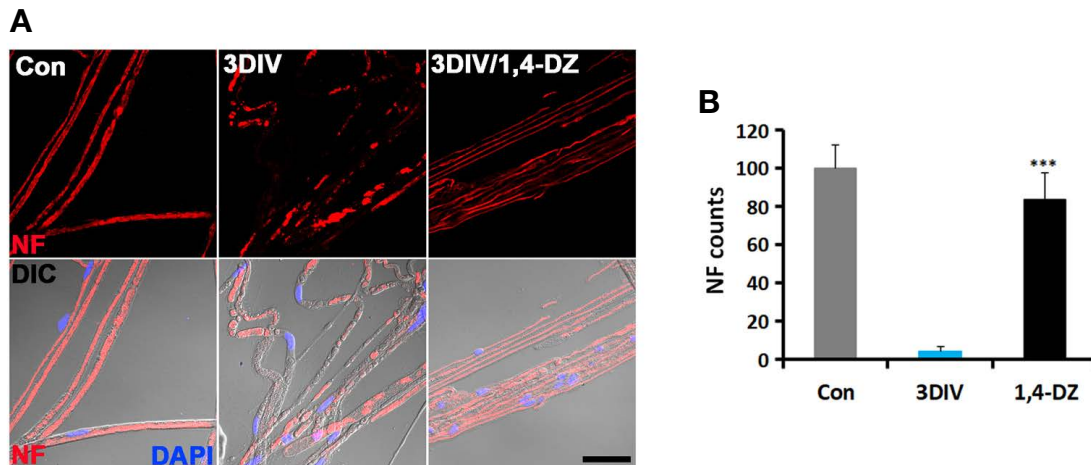 A
Con
3DIV
3DIV/1,4-DZ
NF
DIC
NF
DAPI
B
NF counts
120
100
80
60
40
20
0
***
Con
3DIV
1,4-DZ